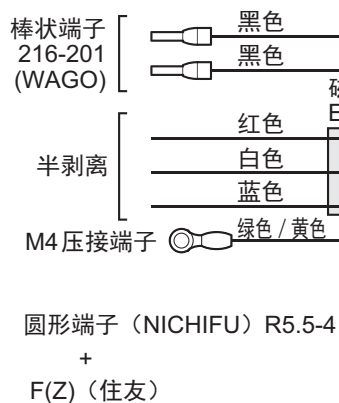 棒状端子
216-201
(WAGO)
黑色
黑色
红色
半剥离
白色
蓝色
M4压接端子
绿色 / 黄色
圆形端子（NICHIFU）R5.5-4
+
F(Z)（住友）